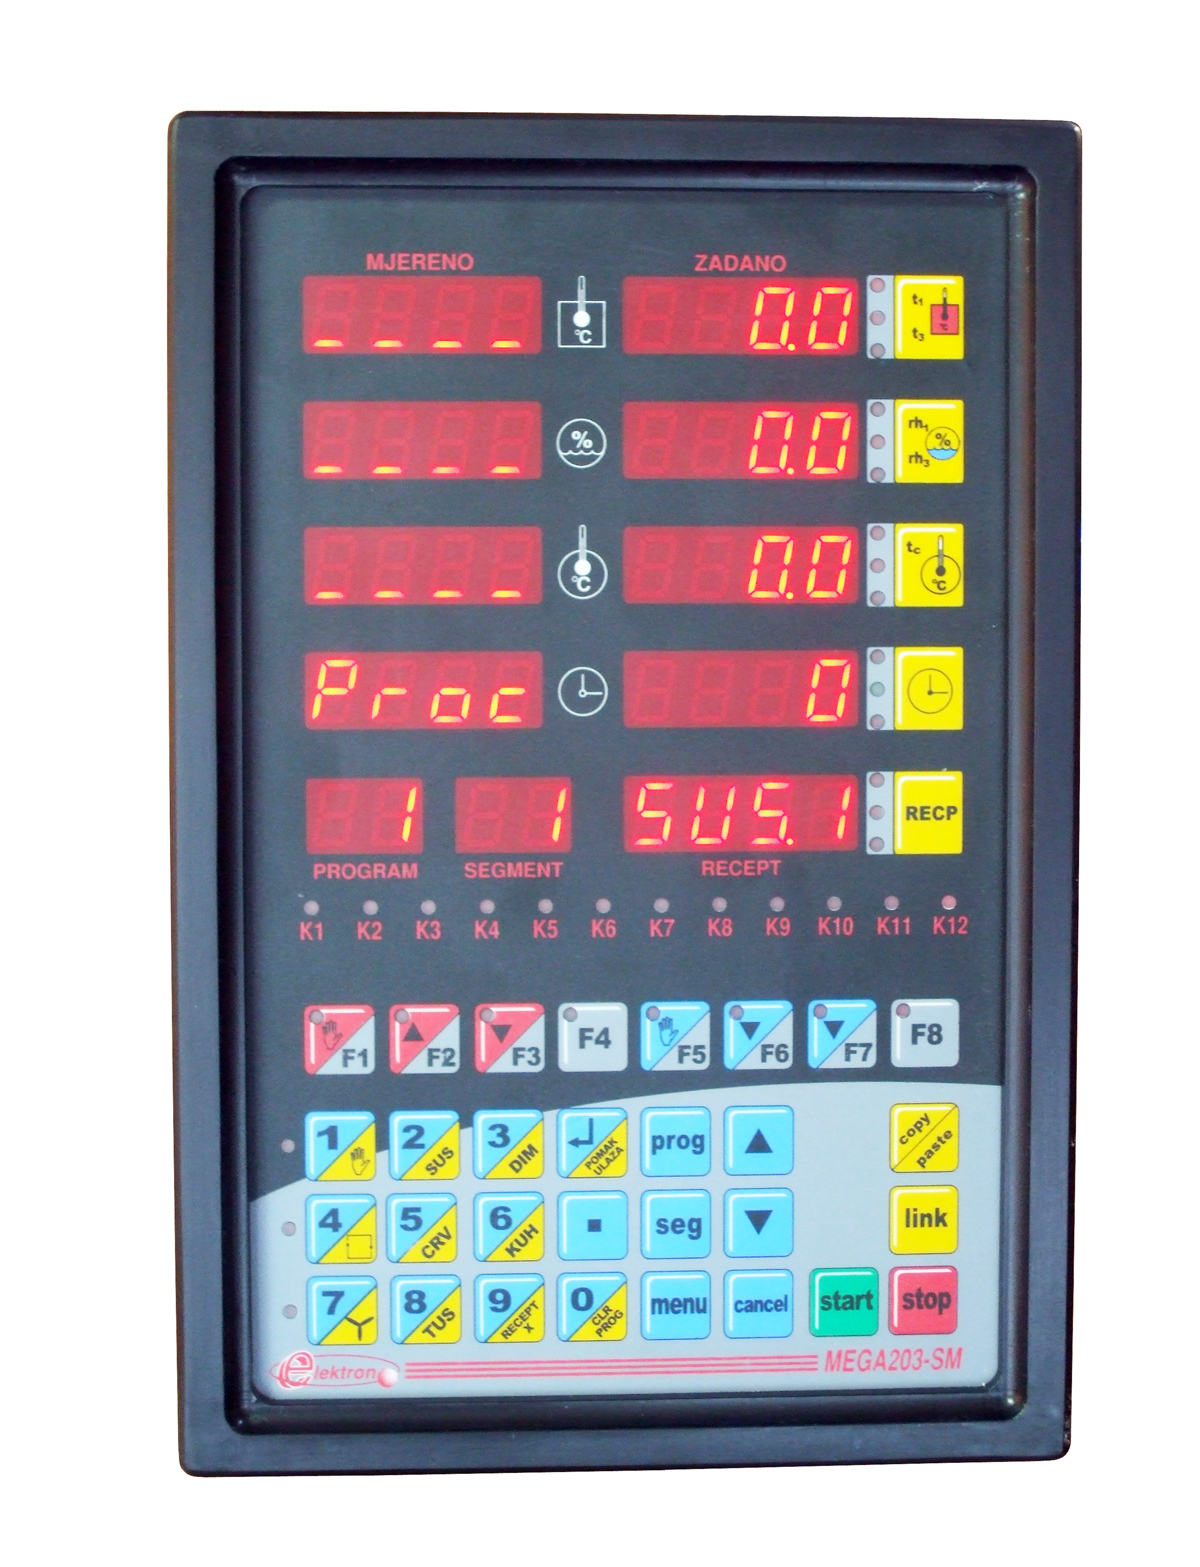 MJERENO ZADANO
_ _ _ _ °C 0.0 t1 t3 °C
_ _ _ _ % 0.0 rh1 rh3 %
_ _ _ _ °C 0.0 tc °C
Proc 0
1 1 SUS.1 RECP
PROGRAM SEGMENT RECEPT
K1 K2 K3 K4 K5 K6 K7 K8 K9 K10 K11 K12
F1 F2 F3 F4 F5 F6 F7 F8
1 2 SUS 3 DIM POMAK ULAZA prog copy paste
4 5 CRV 6 KUH seg link
7 8 TUS 9 RECEPT X 0 CLR PROG menu cancel start stop
elektron MEGA203-SM